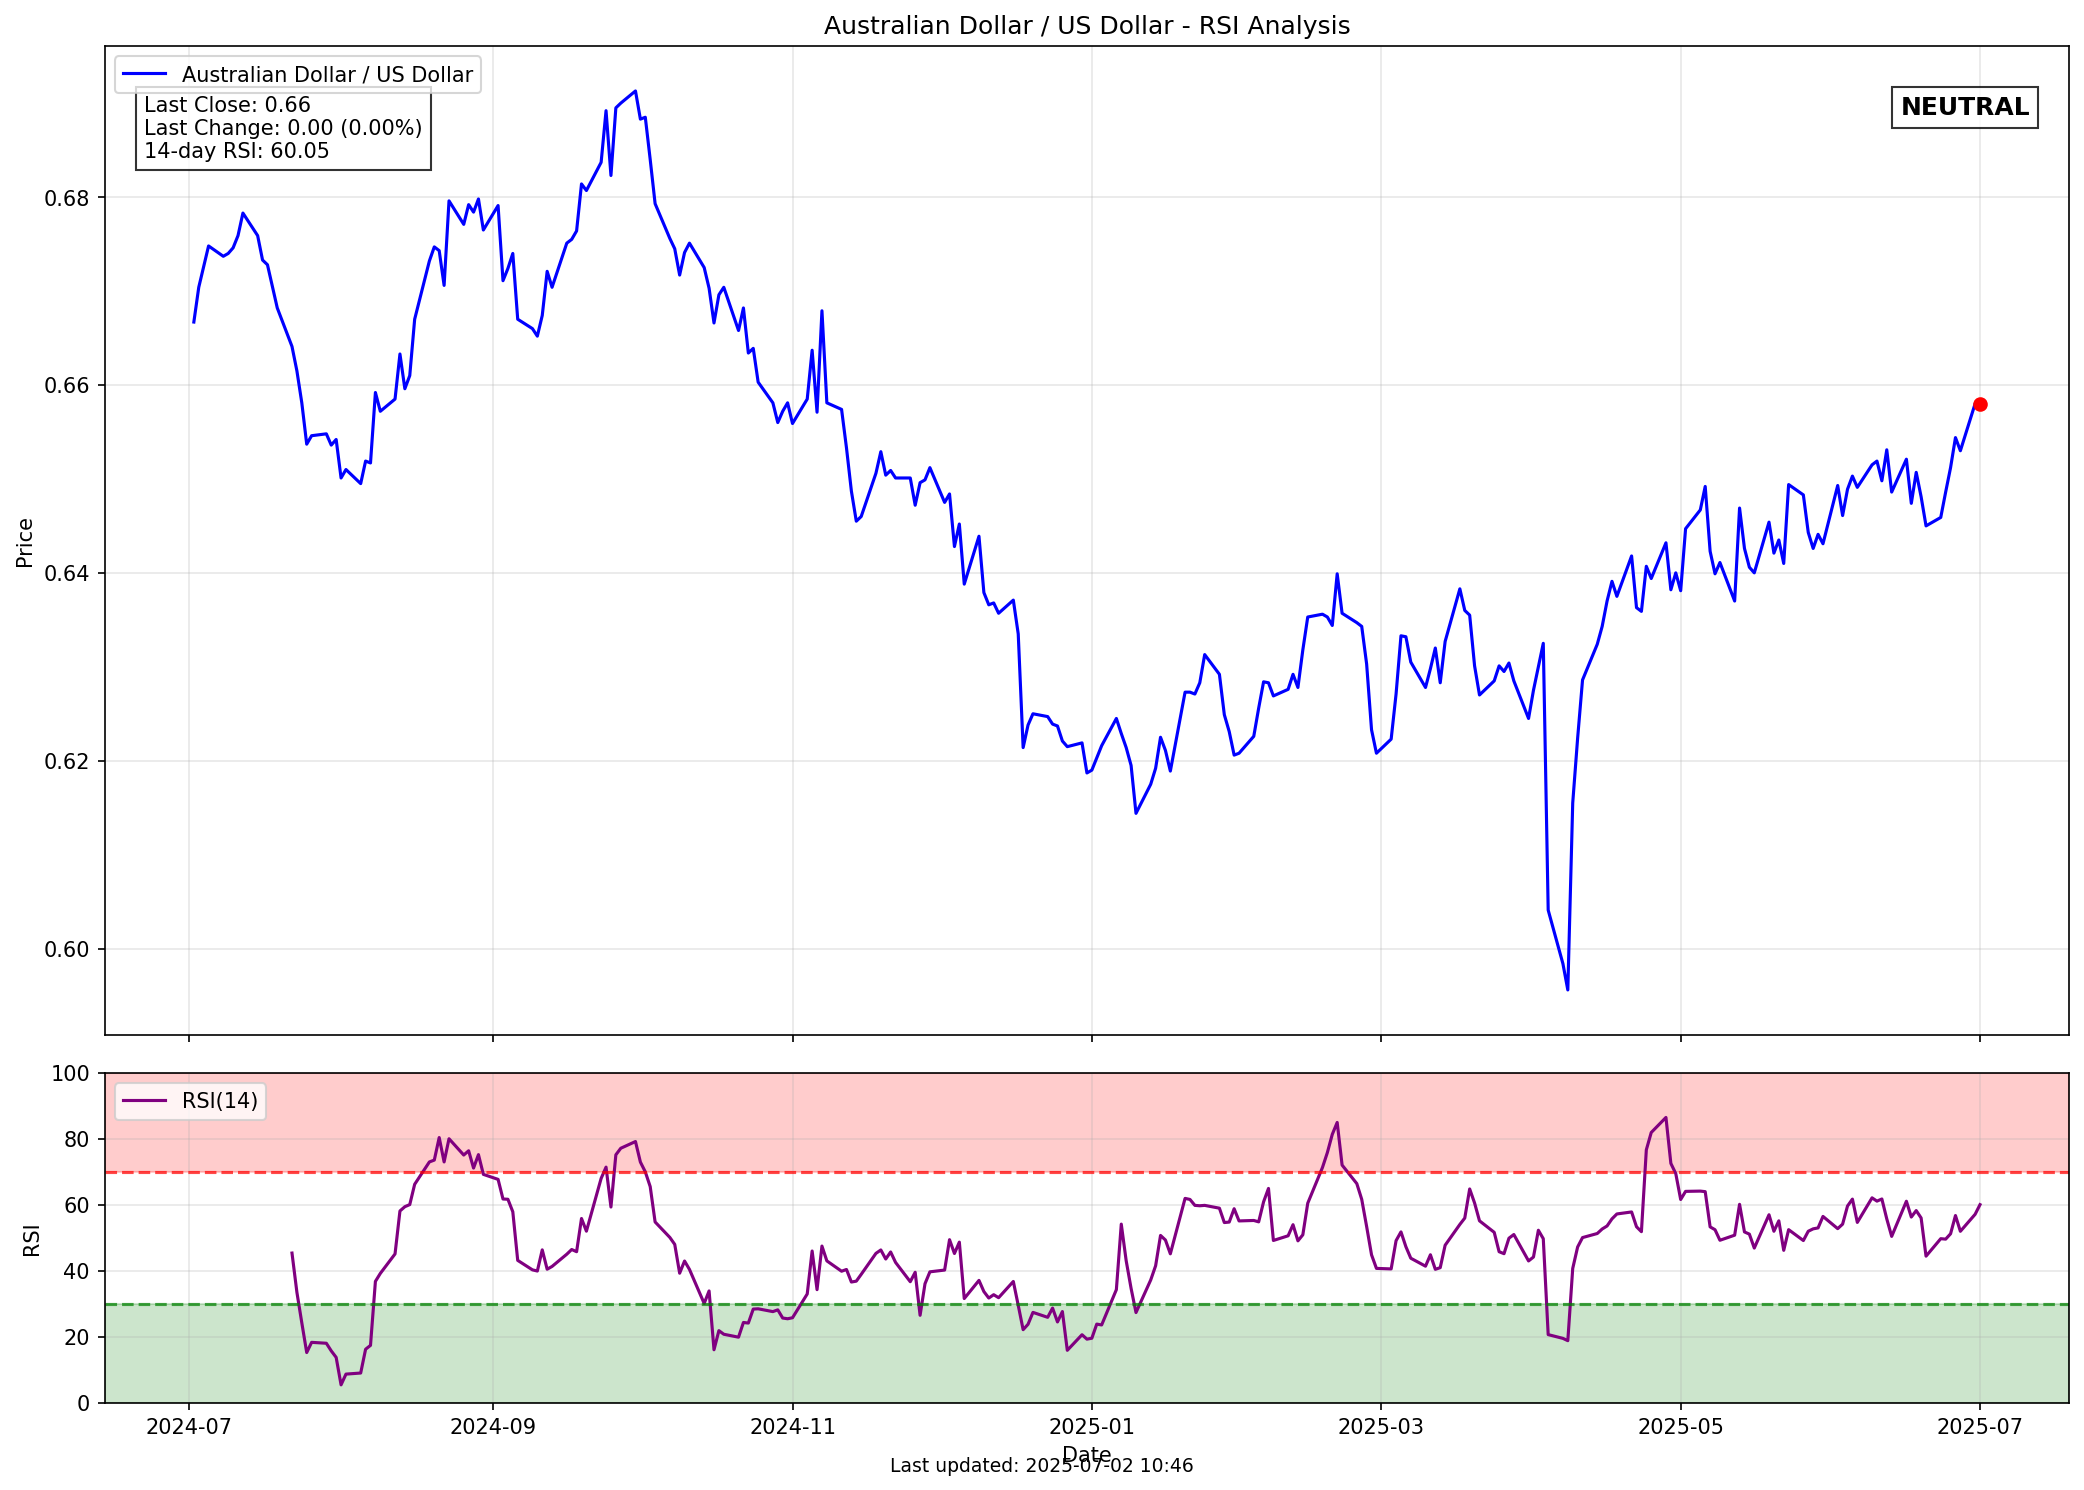 Australian Dollar / US Dollar - RSI Analysis
Australian Dollar / US Dollar
Last Close: 0.66
Last Change: 0.00 (0.00%)
14-day RSI: 60.05
NEUTRAL
0.68
0.66
0.64
0.62
0.60
Price
100
80
60
40
20
0
RSI
RSI(14)
2024-07
2024-09
2024-11
2025-01
2025-03
2025-05
2025-07
Date
Last updated: 2025-07-02 10:46